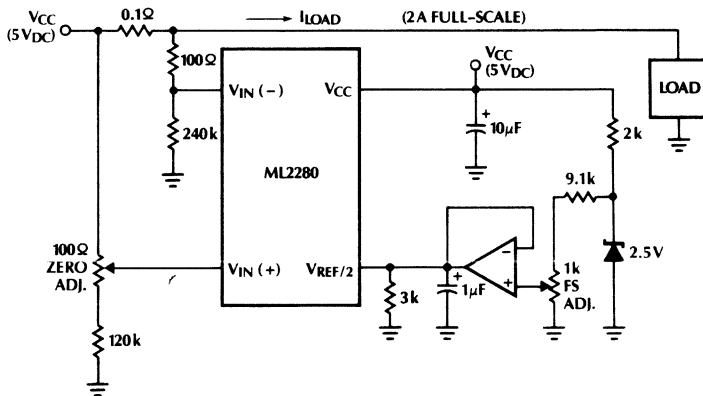 VCC
(5VDC)
0.1Ω
ILOAD
(2A FULL–SCALE)
100Ω
VIN (–)
VCC
VCC
(5VDC)
LOAD
240k
+
10µF
2k
ML2280
9.1k
100Ω
ZERO
ADJ.
VIN (+)
VREF/2
–
+
+
1µF
3k
1k
FS
ADJ.
2.5V
120k